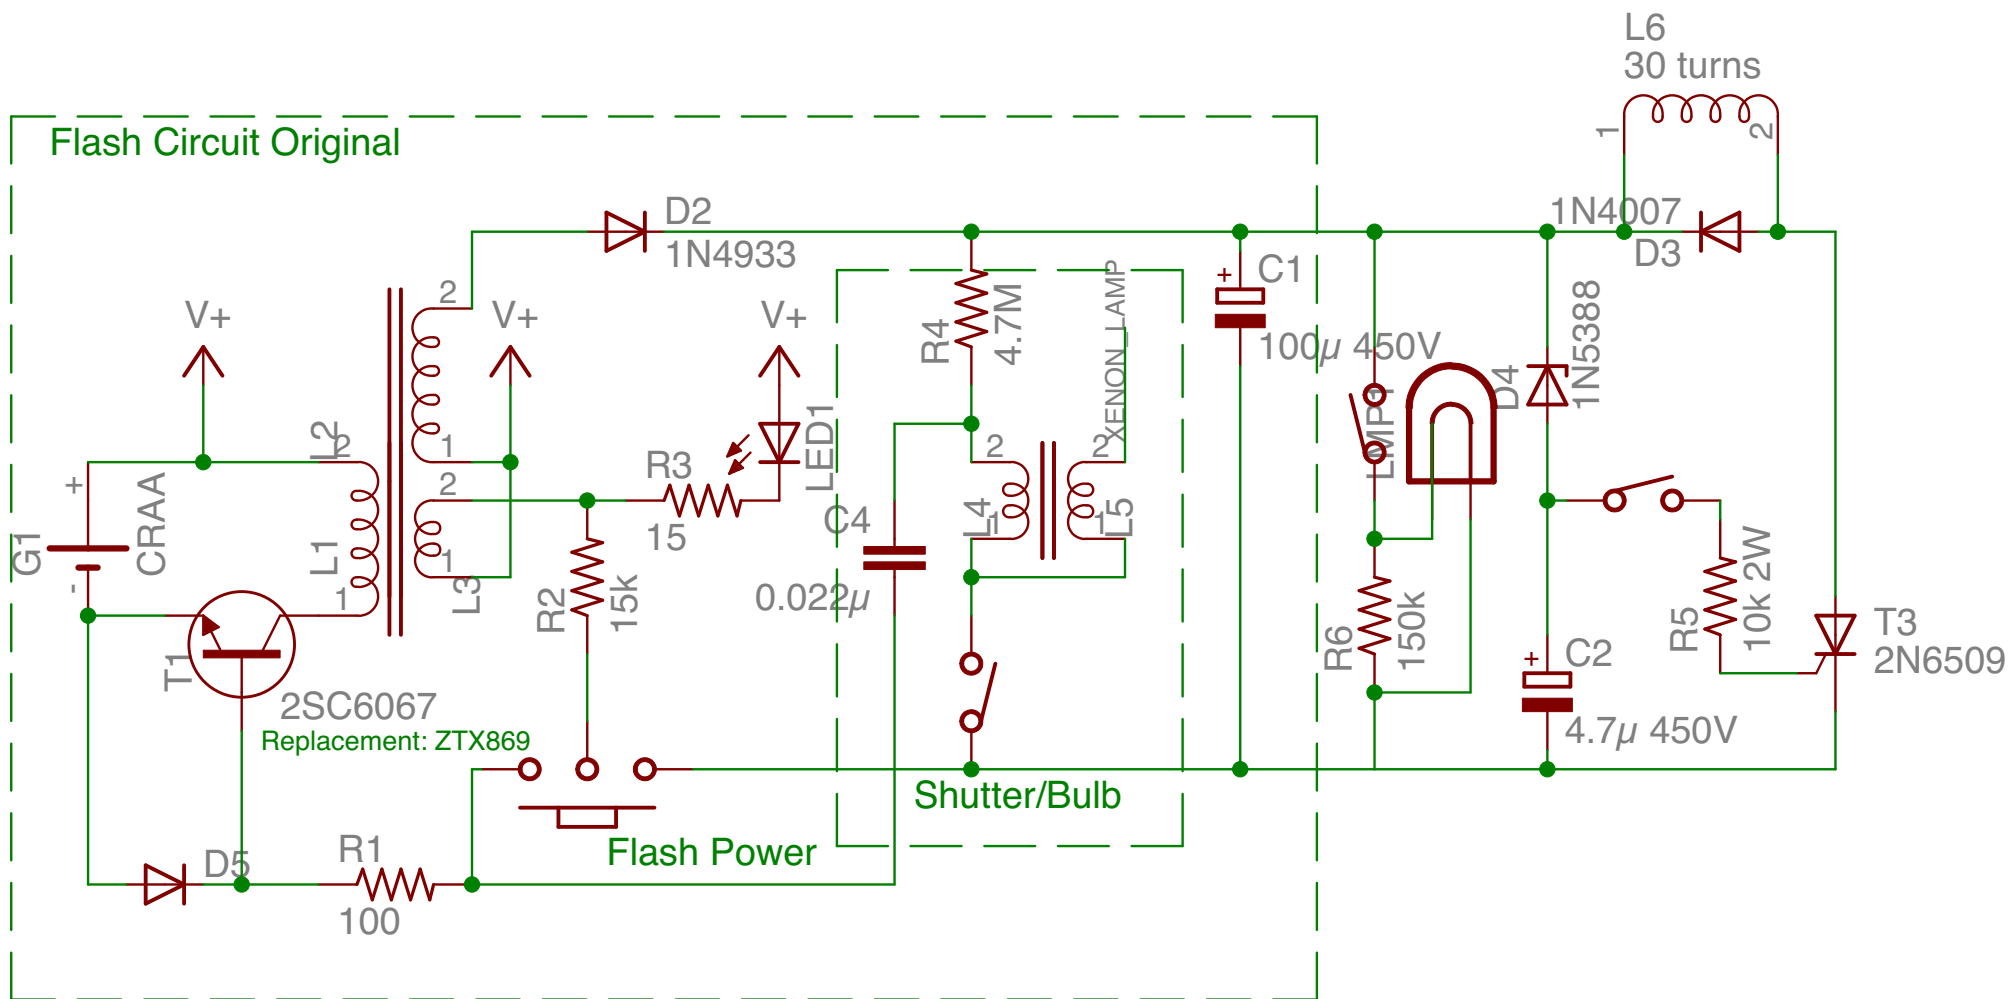 L6
30 turns
1
2
Flash Circuit Original
D2
1N4933
1N4007
D3
V+
V+
V+
2
1
2
1
L2
2
L1
1
L3
G1
+
-
CRAA
T1
2SC6067
Replacement: ZTX869
R3
15
LED1
R2
15k
R4
4.7M
XENON_LAMP
2
1
L4
2
1
L5
C4
0.022µ
+
C1
100µ 450V
LMP1
D4
1N5388
R6
150k
R5
10k 2W
T3
2N6509
+
C2
4.7µ 450V
Shutter/Bulb
Flash Power
D5
R1
100